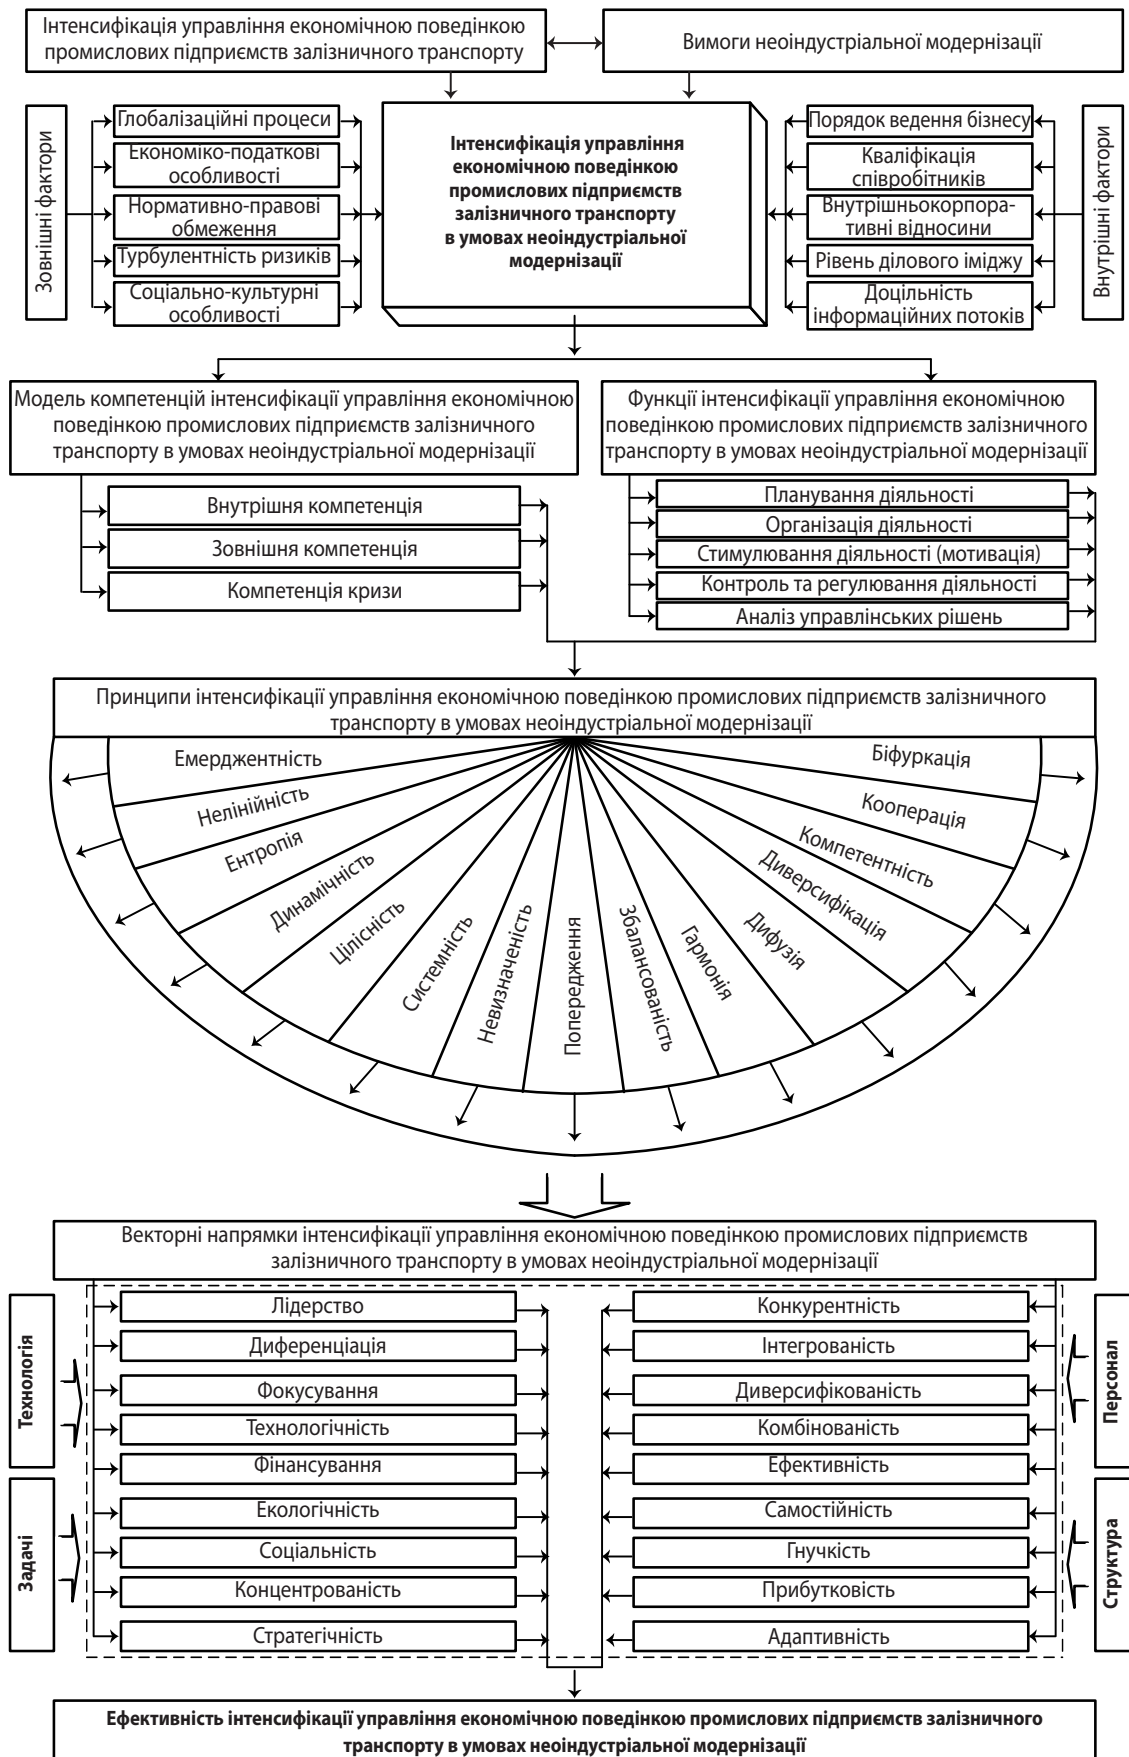 Інтенсифікація управління економічною поведінкою
промислових підприємств залізничного транспорту
Вимоги неоіндустріальної модернізації
Зовнішні фактори
Глобалізаційні процеси
Економіко-податкові
особливості
Нормативно-правові
обмеження
Турбулентність ризиків
Соціально-культурні
особливості
Інтенсифікація управління
економічною поведінкою
промислових підприємств
залізничного транспорту
в умовах неоіндустріальної
модернізації
Порядок ведення бізнесу
Кваліфікація
співробітників
Внутрішньокорпора-
тивні відносини
Рівень ділового іміджу
Доцільність
інформаційних потоків
Внутрішні фактори
Модель компетенцій інтенсифікації управління економічною
поведінкою промислових підприємств залізничного
транспорту в умовах неоіндустріальної модернізації
Внутрішня компетенція
Зовнішня компетенція
Компетенція кризи
Функції інтенсифікації управління економічною
поведінкою промислових підприємств залізничного
транспорту в умовах неоіндустріальної модернізації
Планування діяльності
Організація діяльності
Стимулювання діяльності (мотивація)
Контроль та регулювання діяльності
Аналіз управлінських рішень
Принципи інтенсифікації управління економічною поведінкою промислових підприємств залізничного
транспорту в умовах неоіндустріальної модернізації
Емерджентність
Нелінійність
Ентропія
Динамічність
Цілісність
Системність
Невизначеність
Попередження
Збалансованість
Гармонія
Дифузія
Диверсифікація
Компетентність
Кооперація
Біфуркація
Векторні напрямки інтенсифікації управління економічною поведінкою промислових підприємств
залізничного транспорту в умовах неоіндустріальної модернізації
Технологія
Задачі
Лідерство
Диференціація
Фокусування
Технологічність
Фінансування
Екологічність
Соціальність
Концентрованість
Стратегічність
Конкурентність
Інтегрованість
Диверсифікованість
Комбінованість
Ефективність
Самостійність
Гнучкість
Прибутковість
Адаптивність
Персонал
Структура
Ефективність інтенсифікації управління економічною поведінкою промислових підприємств залізничного
транспорту в умовах неоіндустріальної модернізації